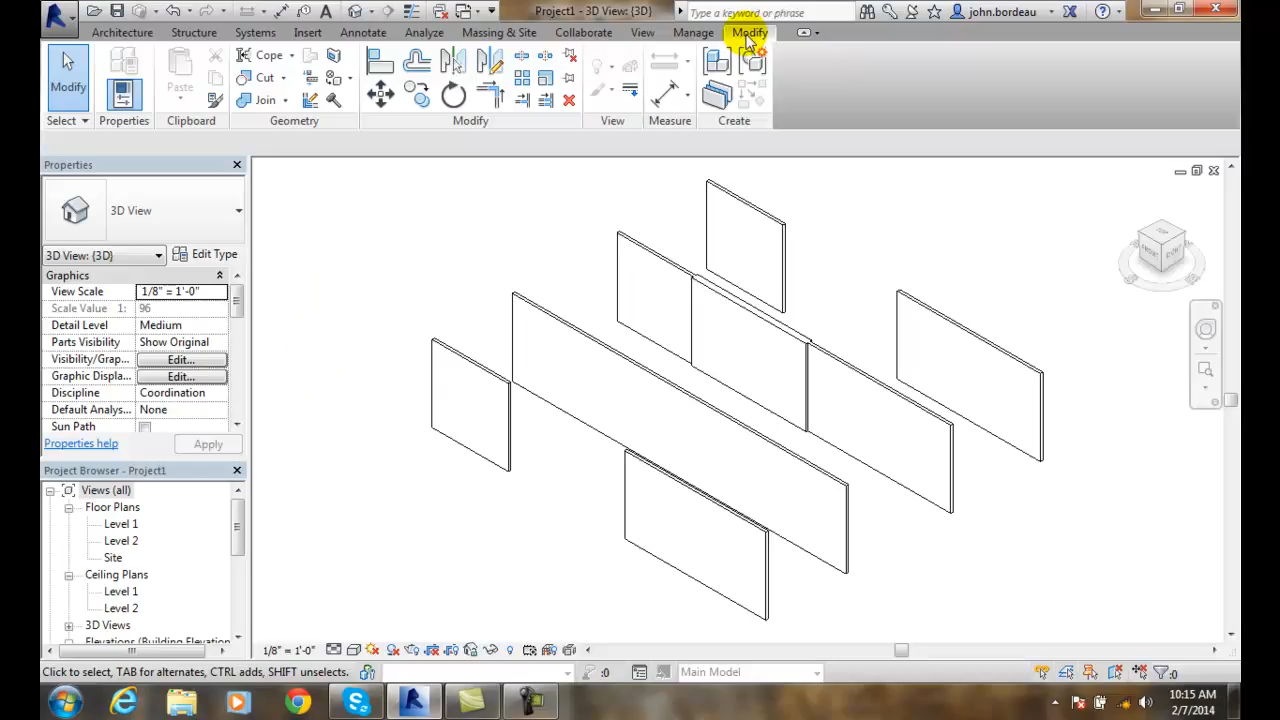 Project1 - 3D View: {3D}
Type a keyword or phrase
john.bordeau
Architecture Structure Systems Insert Annotate Analyze Massing & Site Collaborate View Manage Modify
Modify
Paste
Cope
Cut
Join
Select Properties Clipboard Geometry Modify View Measure Create
Properties
3D View
3D View: {3D} Edit Type
Graphics
View Scale 1/8" = 1'-0"
Scale Value 1: 96
Detail Level Medium
Parts Visibility Show Original
Visibility/Grap... Edit...
Graphic Displa... Edit...
Discipline Coordination
Default Analys... None
Sun Path
Properties help Apply
Project Browser - Project1
Views (all)
Floor Plans
Level 1
Level 2
Site
Ceiling Plans
Level 1
Level 2
3D Views
Elevations (Building Elevation
TOP
1/8" = 1'-0"
Click to select, TAB for alternates, CTRL adds, SHIFT unselects. :0 Main Model :0
10:15 AM
2/7/2014